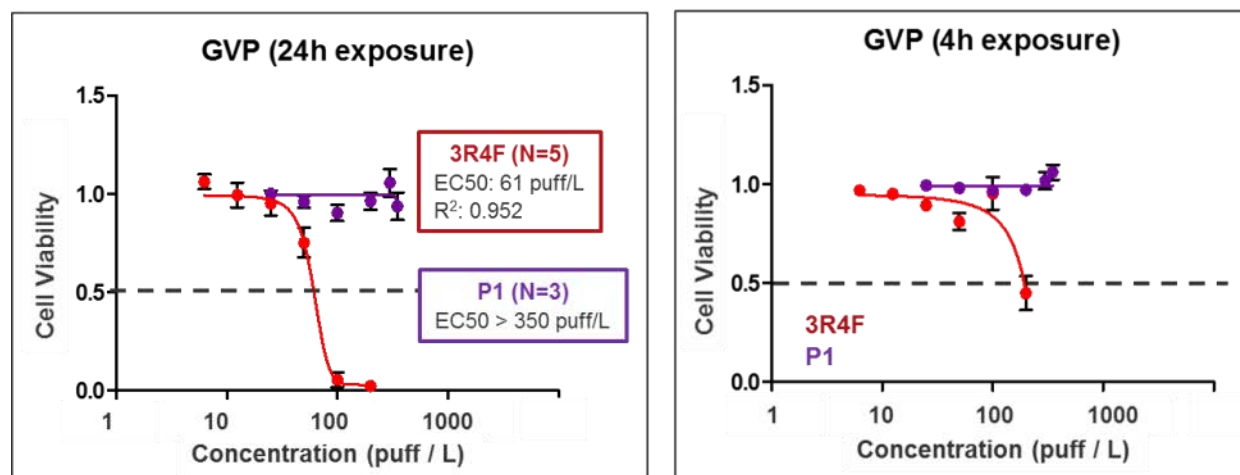 GVP (24h exposure)
1.5
1.0
0.5
0.0
Cell Viability
3R4F (N=5)
EC50: 61 puff/L
R²: 0.952
P1 (N=3)
EC50 > 350 puff/L
1 10 100 1000
Concentration (puff / L)
GVP (4h exposure)
1.5
1.0
0.5
0.0
Cell Viability
3R4F
P1
1 10 100 1000
Concentration (puff / L)